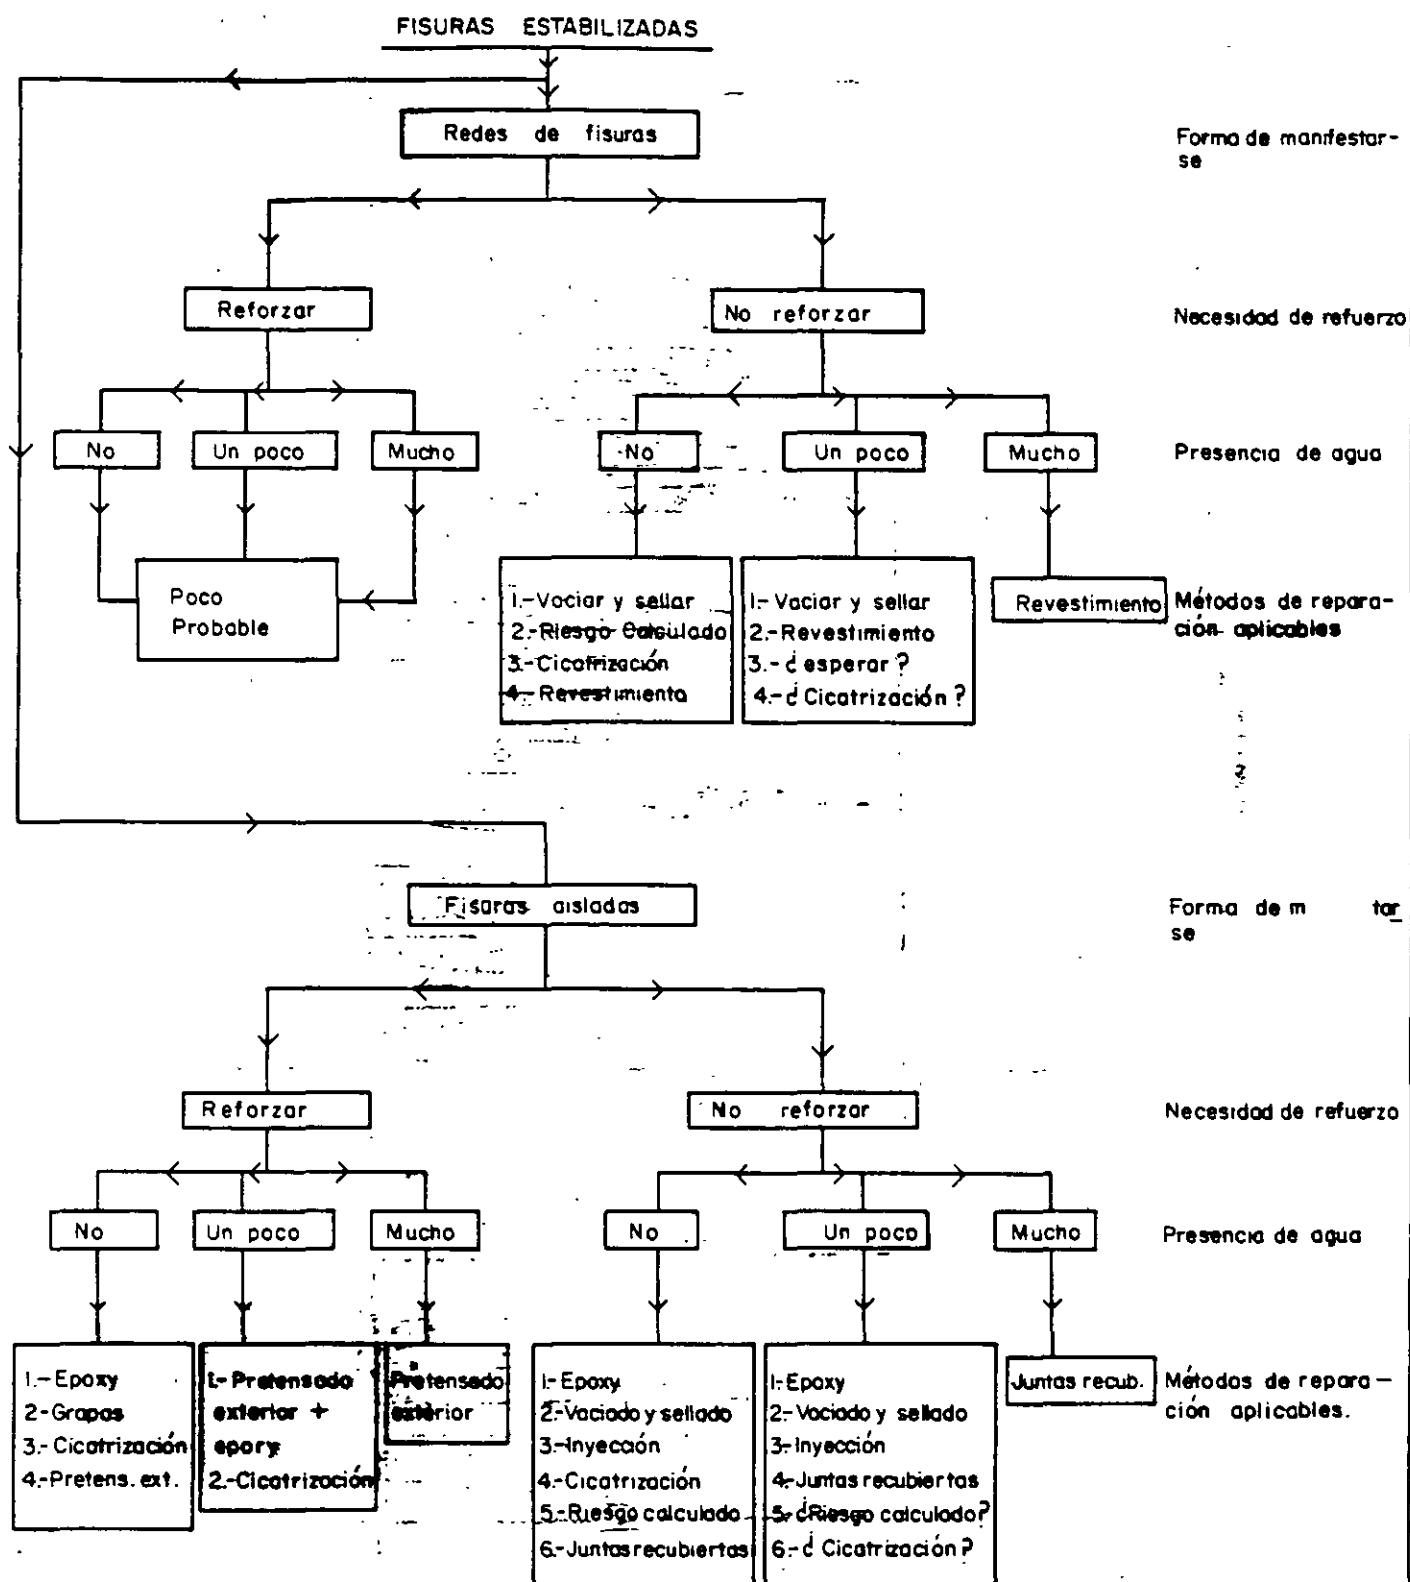 FISURAS ESTABILIZADAS
Redes de fisuras
Forma de manifestar-
se
Reforzar
No reforzar
Necesidad de refuerzo
No
Un poco
Mucho
No
Un poco
Mucho
Presencia de agua
Poco
Probable
1.-Vaciar y sellar
2.-Riesgo Calculado
3.-Cicatrización
4.-Revestimiento
1.-Vaciar y sellar
2.-Revestimiento
3.-¿esperar?
4.-¿Cicatrización?
Revestimiento
Métodos de repara-
ción aplicables
Fisuras aisladas
Forma de
se
Reforzar
No reforzar
Necesidad de refuerzo
No
Un poco
Mucho
No
Un poco
Mucho
Presencia de agua
1.-Epoxy
2-Grapas
3.-Cicatrización
4.-Pretens. ext.
1.-Pretensado
exterior +
epory
2.-Cicatrización
Pretensado
exterior
1.-Epoxy
2.-Vaciado y sellado
3.-Inyección
4.-Cicatrización
5.-Riesgo calculado
6.-Juntas recubiertas
1.-Epoxy
2.-Vaciado y sellado
3.-Inyección
4.-Juntas recubiertas
5.-¿Riesgo calculado?
6.-¿Cicatrización?
Juntas recub.
Métodos de repara-
ción aplicables.